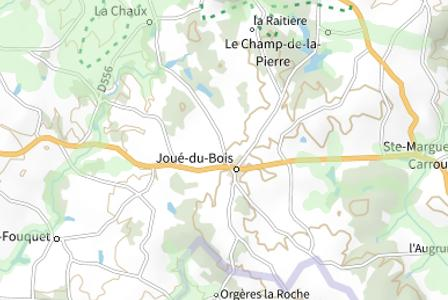 La Chaux
la Raitière
Le Champ-de-la-
Pierre
D556
Joué-du-Bois
Ste-Margue
Carrou
-Fouquet
l'Augrun
Orgères la Roche